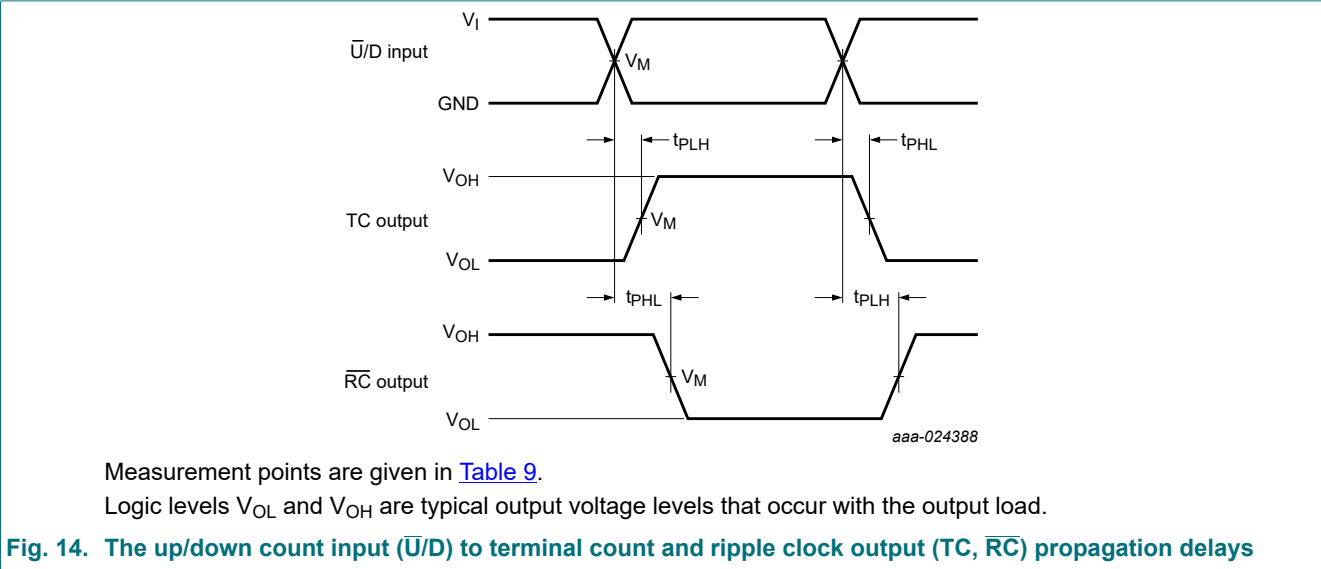 V_I
U̅/D input
V_M
GND
t_PLH
t_PHL
V_OH
TC output
V_M
V_OL
t_PHL
t_PLH
V_OH
R̅C̅ output
V_M
V_OL
aaa-024388
Measurement points are given in Table 9.
Logic levels V_OL and V_OH are typical output voltage levels that occur with the output load.
Fig. 14. The up/down count input (U̅/D) to terminal count and ripple clock output (TC, R̅C̅) propagation delays